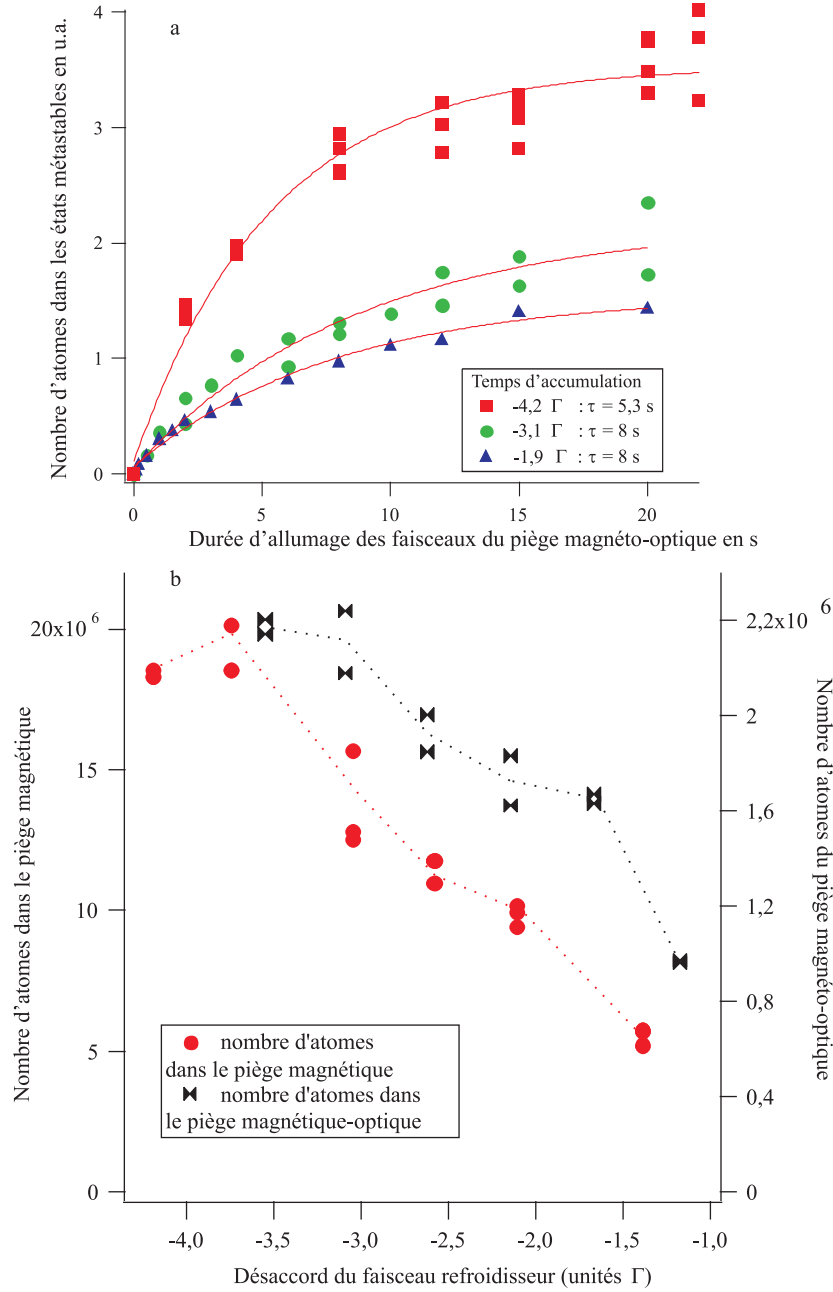 a
Nombre d'atomes dans les états métastables en u.a.
4
3
2
1
0
Temps d'accumulation
-4,2 Γ : τ = 5,3 s
-3,1 Γ : τ = 8 s
-1,9 Γ : τ = 8 s
0
5
10
15
20
Durée d'allumage des faisceaux du piège magnéto-optique en s
b
Nombre d'atomes dans le piège magnétique
20x10 6
15
10
5
0
2,2x10 6
2
1,6
1,2
0,8
0,4
0
Nombre d'atomes du piège magnéto-optique
nombre d'atomes
dans le piège magnétique
nombre d'atomes dans
le piège magnétique-optique
-4,0
-3,5
-3,0
-2,5
-2,0
-1,5
-1,0
Désaccord du faisceau refroidisseur (unités Γ)